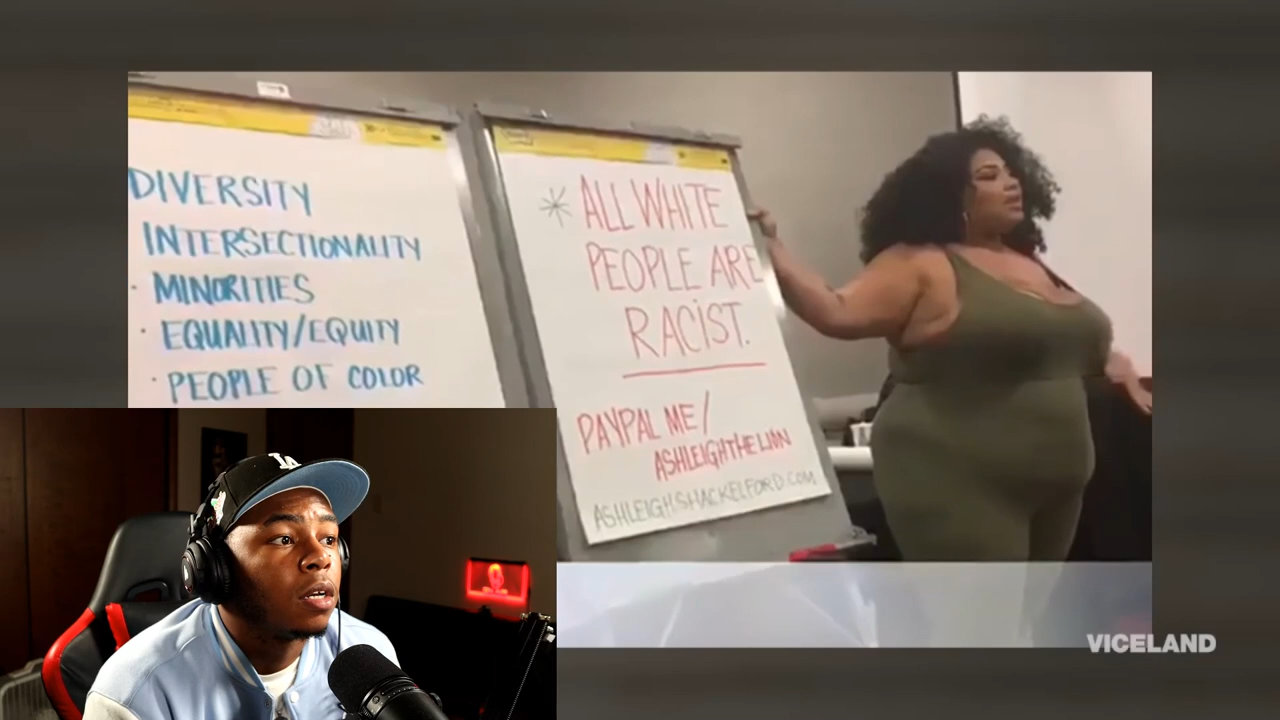 DIVERSITY
INTERSECTIONALITY
· MINORITIES
· EQUALITY/EQUITY
· PEOPLE OF COLOR
* ALL WHITE
PEOPLE ARE
RACIST.
PAYPAL ME/
ASHLEIGHTHELION
ASHLEIGHSHACKELFORD.COM
LA
VICELAND